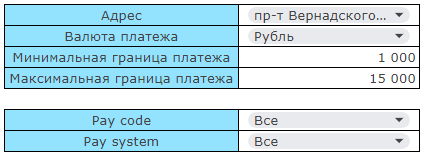 Адрес пр-т Вернадского...
Валюта платежа Рубль
Минимальная граница платежа 1 000
Максимальная граница платежа 15 000
Pay code Все
Pay system Все